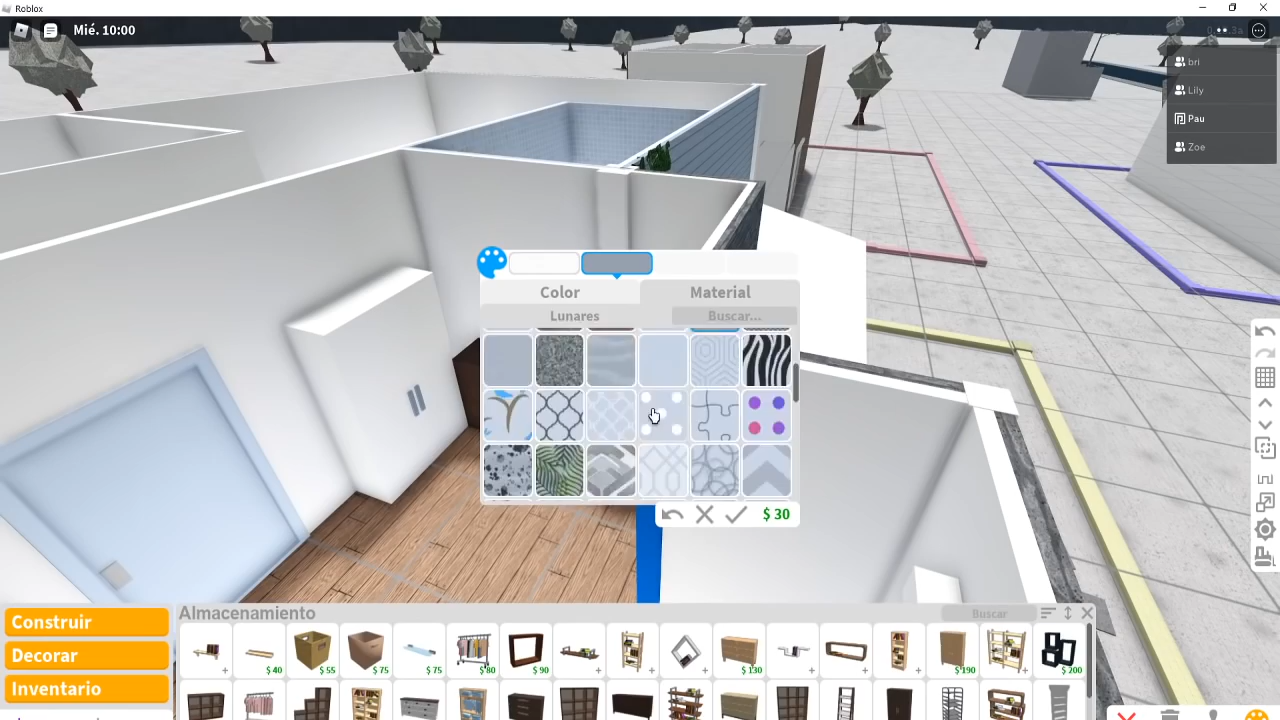 Roblox
Mié. 10:00
bri
Lily
Pau
Zoe
Color
Material
Lunares
Buscar...
$ 30
Construir
Decorar
Inventario
Almacenamiento
Buscar
$ 40
$ 55
$ 75
$ 75
$ 80
$ 90
$ 130
$ 190
$ 200